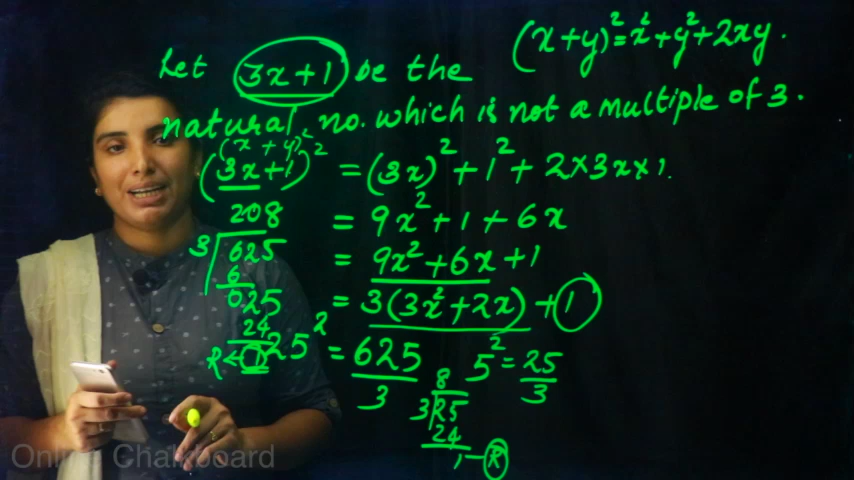 (x+y)² = x² + y² + 2xy.
Let 3x+1 be the
natural no. which is not a multiple of 3.
(x + y)²
(3x+1)² = (3x)² + 1² + 2×3x×1.
= 9x² + 1 + 6x
= 9x² + 6x + 1
= 3(3x² + 2x) + 1
208
3 625
6
025
24
R← 1
25² = 625/3
5² = 25/3
8
3 25
24
1 – R
Online Chalkboard